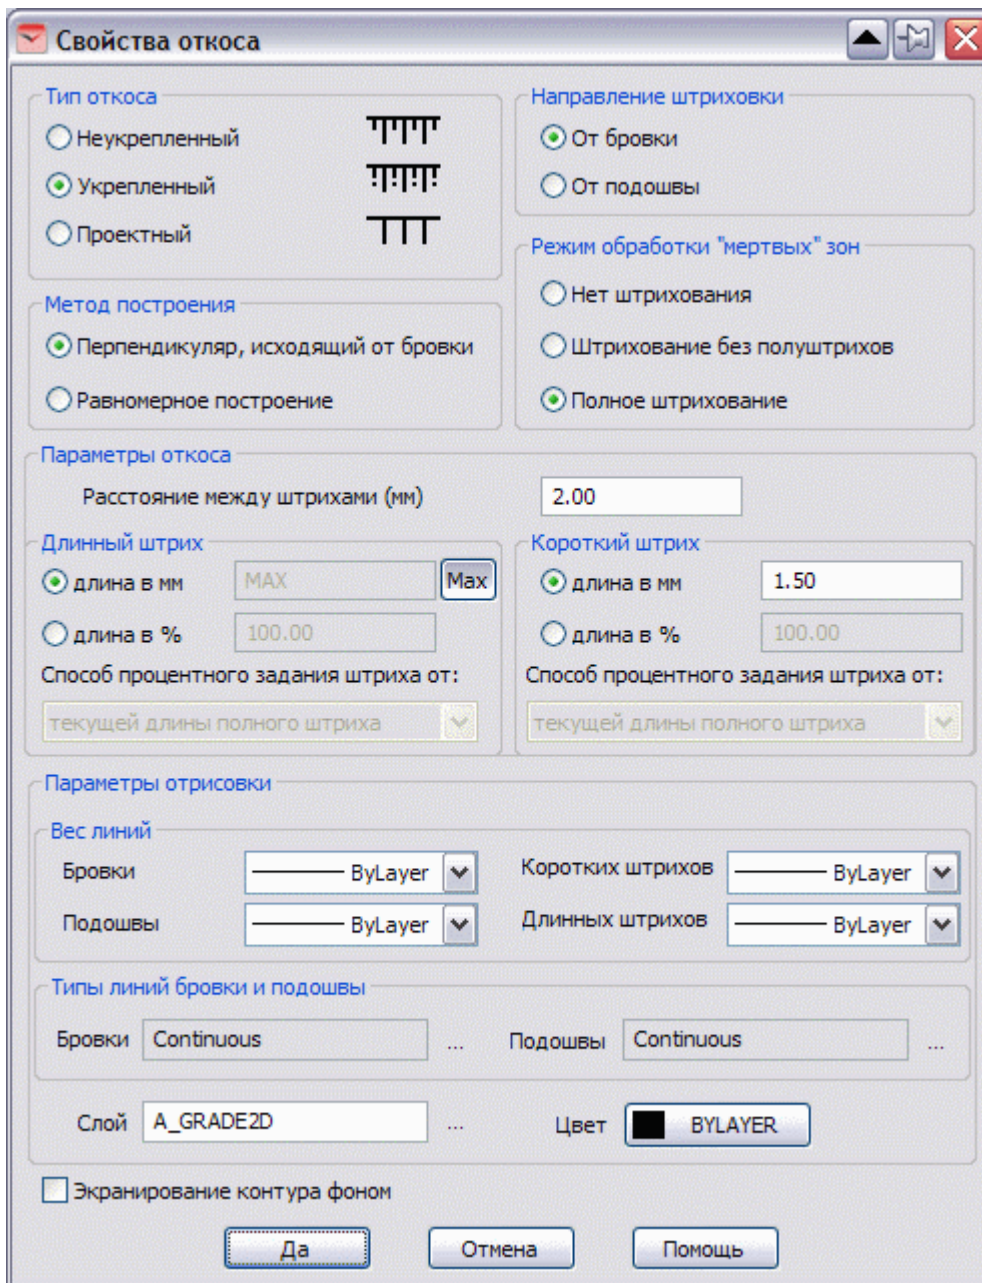 Свойства откоса
Тип откоса
Неукрепленный
Укрепленный
Проектный
Направление штриховки
От бровки
От подошвы
Метод построения
Перпендикуляр, исходящий от бровки
Равномерное построение
Режим обработки "мертвых" зон
Нет штрихования
Штрихование без полуштрихов
Полное штрихование
Параметры откоса
Расстояние между штрихами (мм) 2.00
Длинный штрих
длина в мм MAX Max
длина в % 100.00
Способ процентного задания штриха от:
текущей длины полного штриха
Короткий штрих
длина в мм 1.50
длина в % 100.00
Способ процентного задания штриха от:
текущей длины полного штриха
Параметры отрисовки
Вес линий
Бровки ByLayer Коротких штрихов ByLayer
Подошвы ByLayer Длинных штрихов ByLayer
Типы линий бровки и подошвы
Бровки Continuous ... Подошвы Continuous ...
Слой A_GRADE2D ... Цвет BYLAYER
Экранирование контура фоном
Да Отмена Помощь